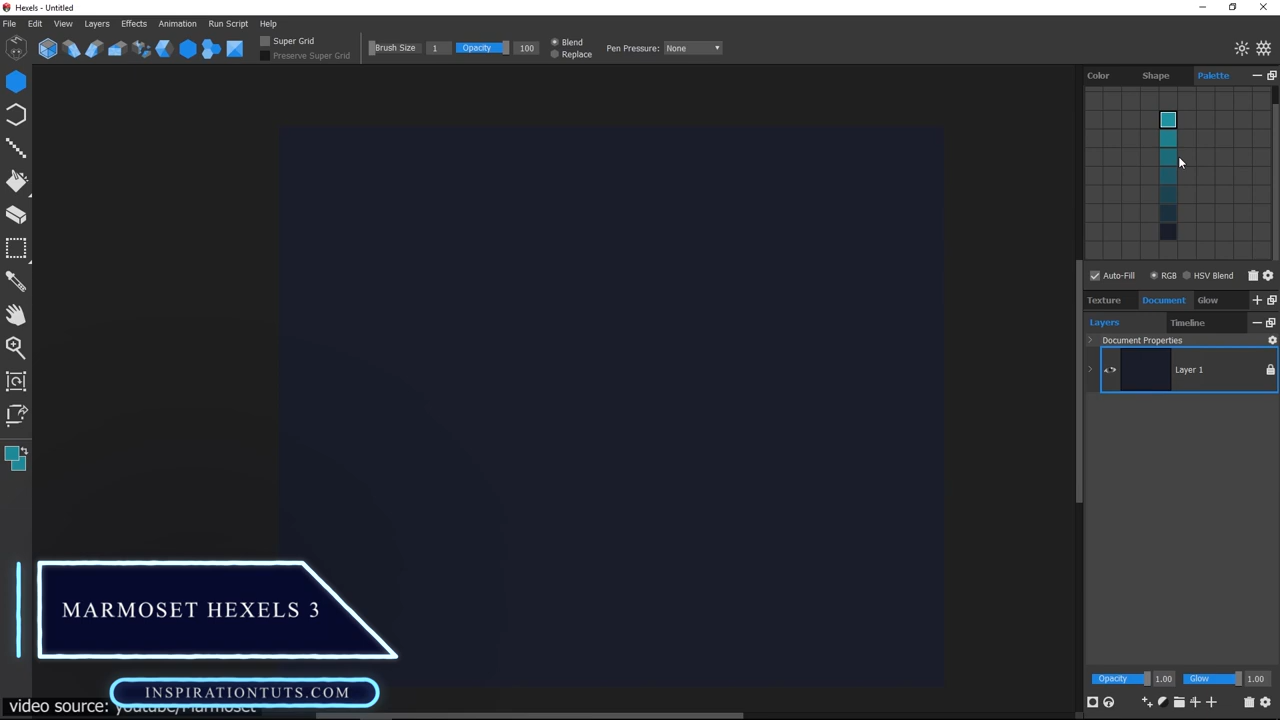 Hexels - Untitled
File Edit View Layers Effects Animation Run Script Help
Super Grid
Preserve Super Grid
Brush Size 1 Opacity 100
Blend
Replace
Pen Pressure: None
Color Shape Palette
Auto-Fill RGB HSV Blend
Texture Document Glow
Layers Timeline
Document Properties
Layer 1
MARMOSET HEXELS 3
Opacity 1.00 Glow 1.00
INSPIRATIONTUTS.COM
video source: youtube/Marmoset